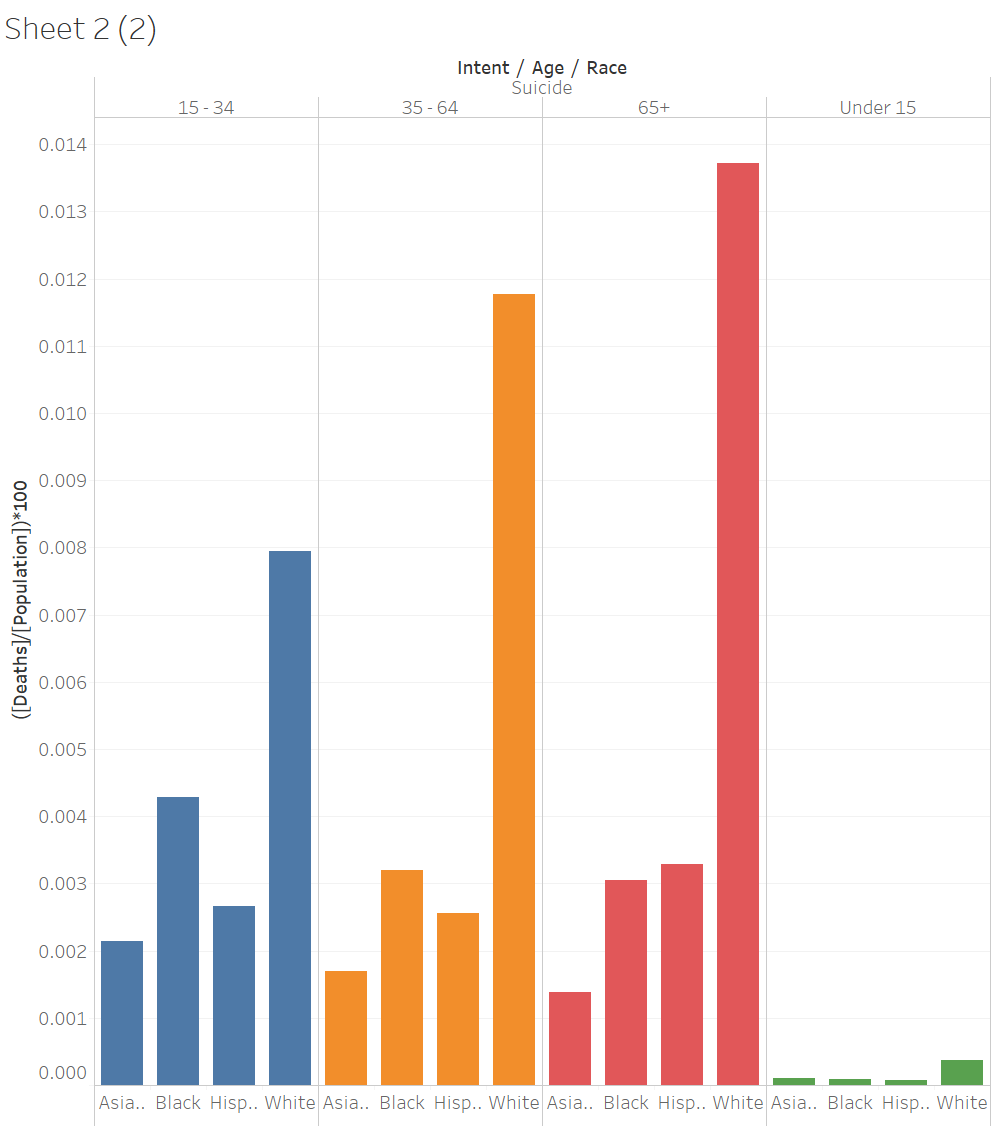 Sheet 2 (2)
Intent / Age / Race
Suicide
15 - 34 35 - 64 65+ Under 15
0.014
0.013
0.012
0.011
0.010
0.009
0.008
0.007
0.006
0.005
0.004
0.003
0.002
0.001
0.000
([Deaths]/[Population])*100
Asia.. Black Hisp.. White Asia.. Black Hisp.. White Asia.. Black Hisp.. White Asia.. Black Hisp.. White